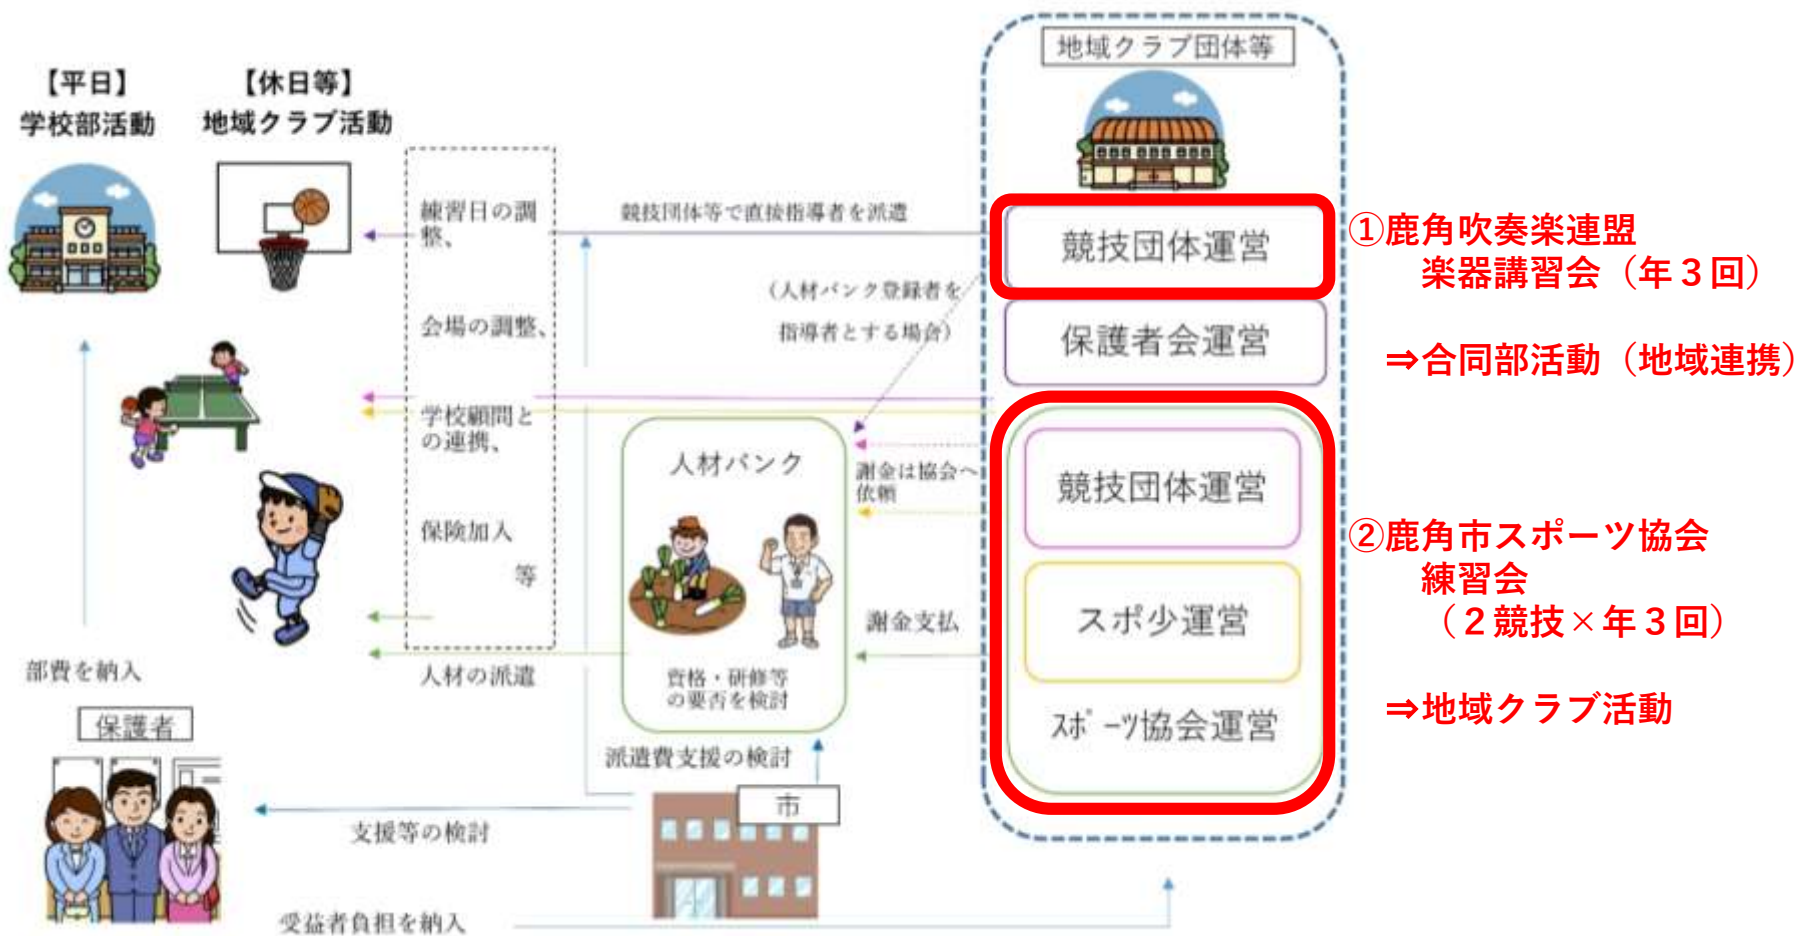 【平日】
学校部活動
【休日等】
地域クラブ活動
練習日の調
整、
会場の調整、
学校顧問と
の連携、
保険加入
等
人材の派遣
競技団体等で直接指導者を派遣
（人材バンク登録者を
指導者とする場合）
人材バンク
資格・研修等
の要否を検討
謝金は協会へ
依頼
謝金支払
地域クラブ団体等
競技団体運営
保護者会運営
競技団体運営
スポ少運営
ｽﾎﾟｰﾂ協会運営
①鹿角吹奏楽連盟
楽器講習会（年３回）
⇒合同部活動（地域連携）
②鹿角市スポーツ協会
練習会
（２競技×年３回）
⇒地域クラブ活動
部費を納入
保護者
派遣費支援の検討
市
支援等の検討
受益者負担を納入